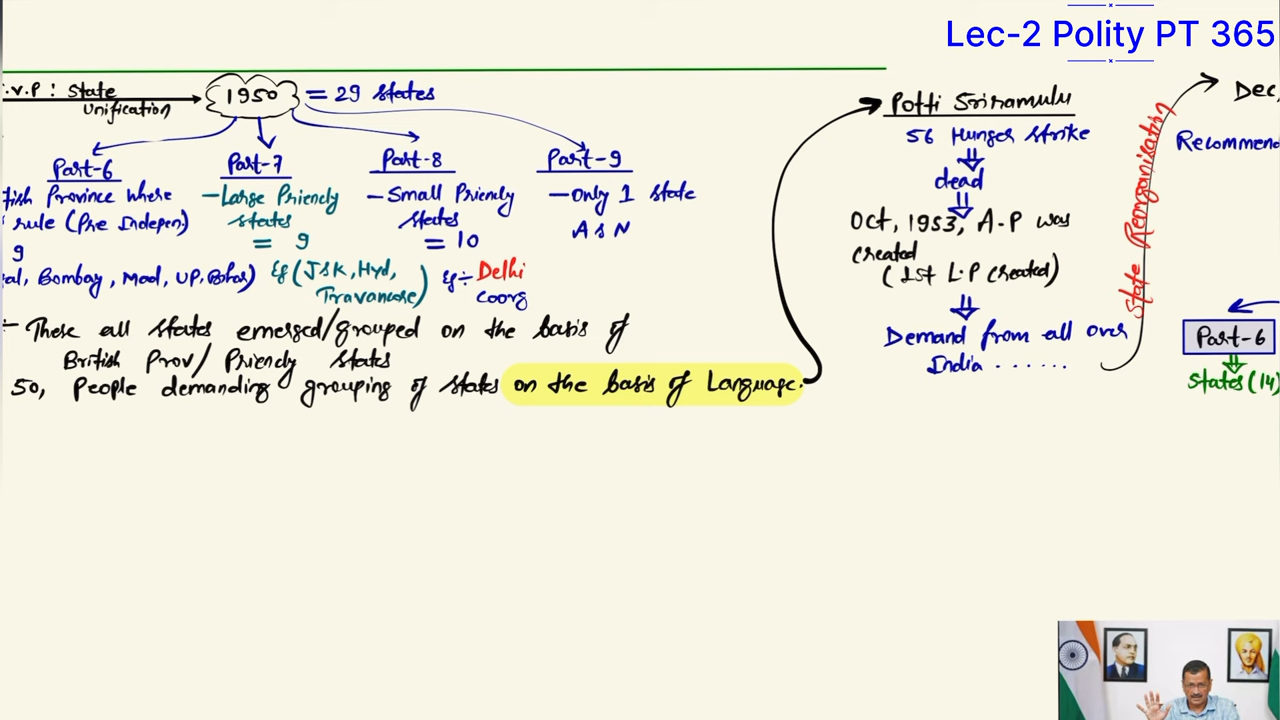 Lec-2 Polity PT 365
.v.P : State
Unification
1950 = 29 states
Part-6
tish Province where
rule (Pre Indepen)
9
al, Bombay, Mad, UP, Bihar)
Part-7
- Large Priendly
states
= 9
Eg (J&K, Hyd,
Travancore)
Part-8
- Small Priendly
states
= 10
Eg ÷ Delhi
Coorg
Part-9
- Only 1 state
A & N
- These all states emerged/grouped on the basis of
British Prov/ Priendly states
50, People demanding grouping of states on the basis of Language.
Potti Sriramulu
56 Hunger strike
dead
Oct, 1953, A.P was
created
(1st L.P created)
Demand from all over
India ......
State Reorganisation
Dec,
Recommend
Part-6
States (14)